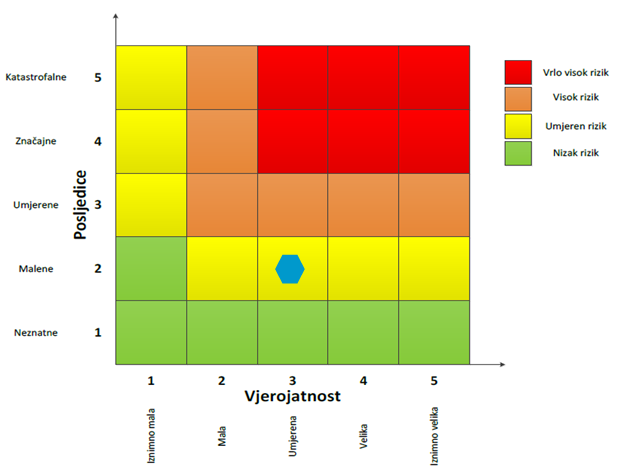 Katastrofalne 5
Značajne 4
Umjerene 3
Malene 2
Neznatne 1
Posljedice
1 2 3 4 5
Vjerojatnost
Iznimno mala
Mala
Umjerena
Velika
Iznimno velika
Vrlo visok rizik
Visok rizik
Umjeren rizik
Nizak rizik